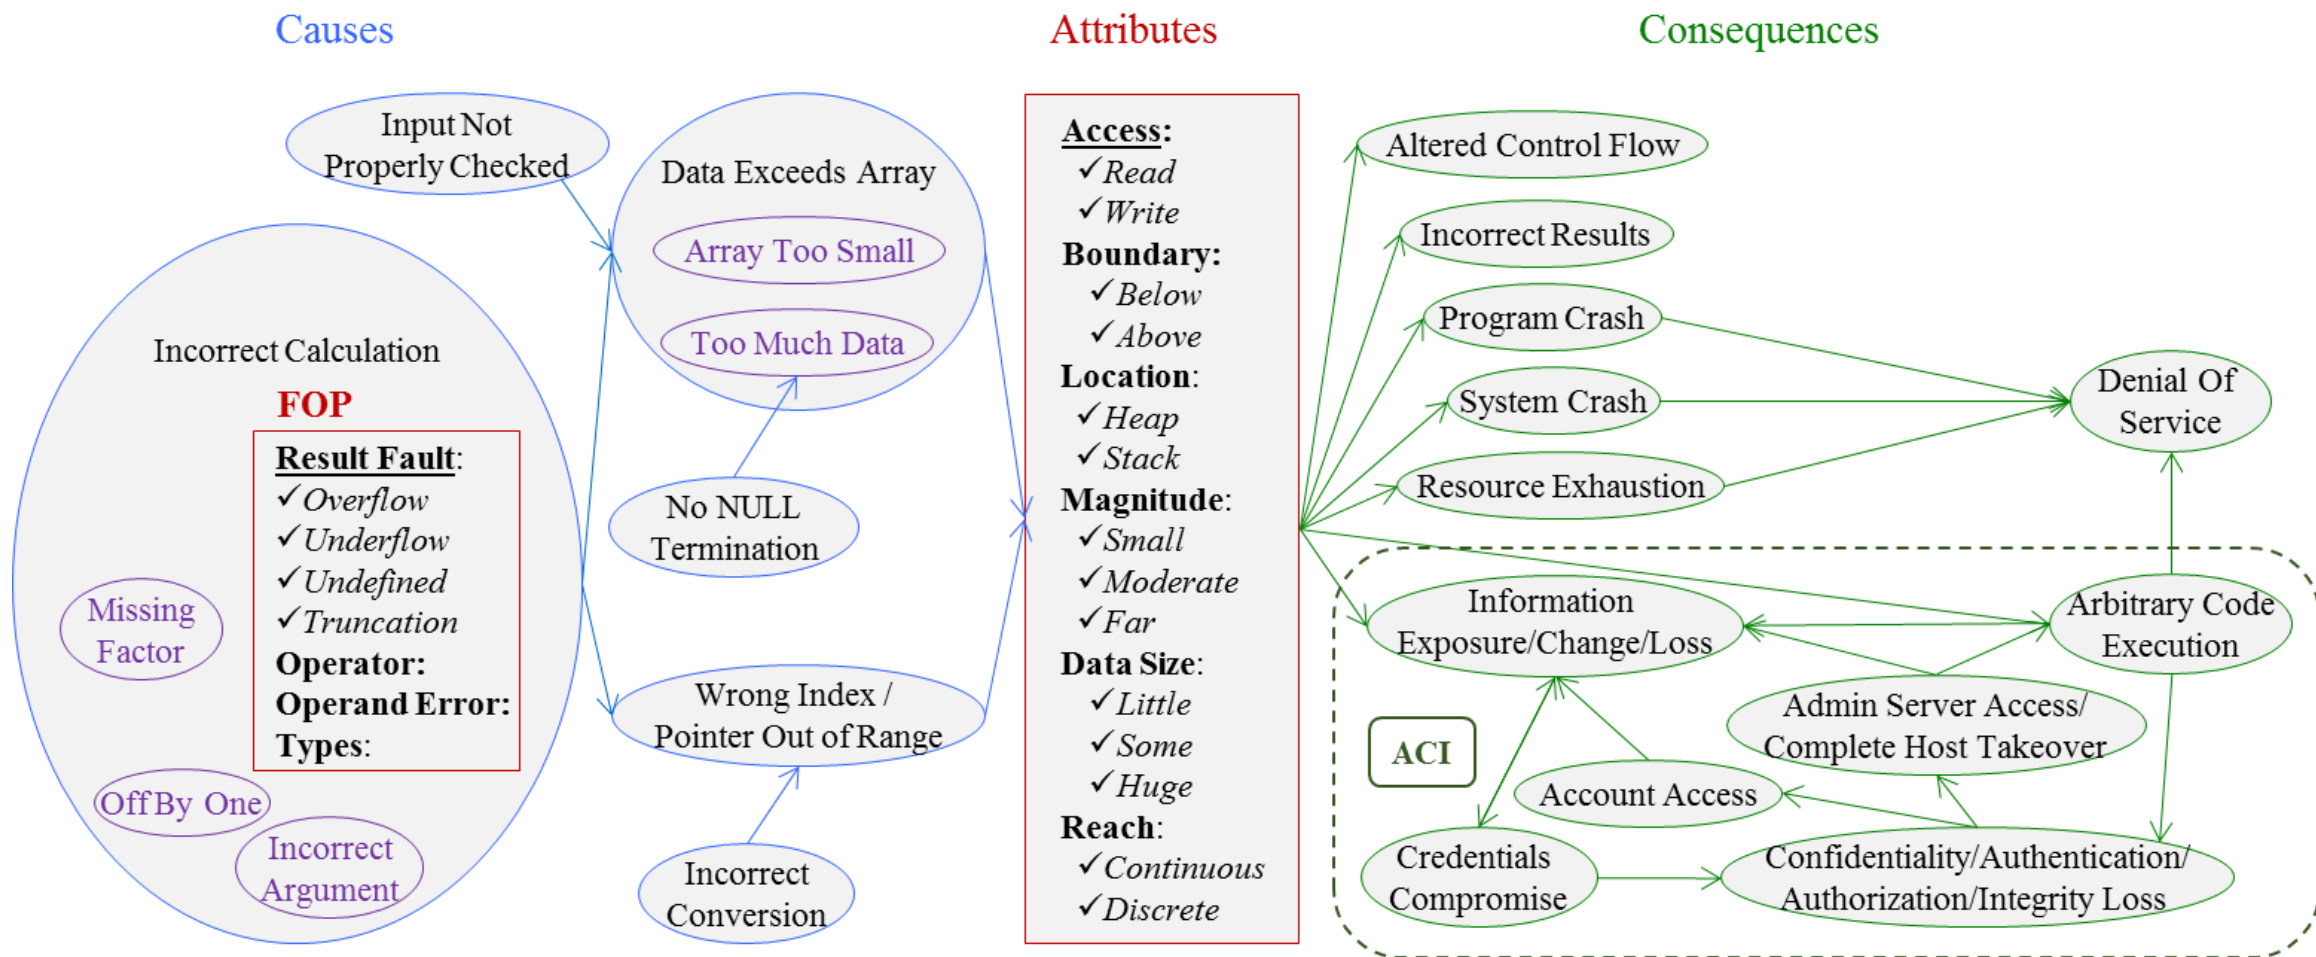 Causes
Attributes
Consequences
Input Not
Properly Checked
Data Exceeds Array
Array Too Small
Too Much Data
Incorrect Calculation
FOP
Result Fault:
✓Overflow
✓Underflow
✓Undefined
✓Truncation
Operator:
Operand Error:
Types:
Missing
Factor
Off By One
Incorrect
Argument
No NULL
Termination
Wrong Index /
Pointer Out of Range
Incorrect
Conversion
Access:
✓Read
✓Write
Boundary:
✓Below
✓Above
Location:
✓Heap
✓Stack
Magnitude:
✓Small
✓Moderate
✓Far
Data Size:
✓Little
✓Some
✓Huge
Reach:
✓Continuous
✓Discrete
Altered Control Flow
Incorrect Results
Program Crash
System Crash
Resource Exhaustion
Denial Of
Service
Information
Exposure/Change/Loss
Arbitrary Code
Execution
Admin Server Access/
Complete Host Takeover
ACI
Account Access
Credentials
Compromise
Confidentiality/Authentication/
Authorization/Integrity Loss